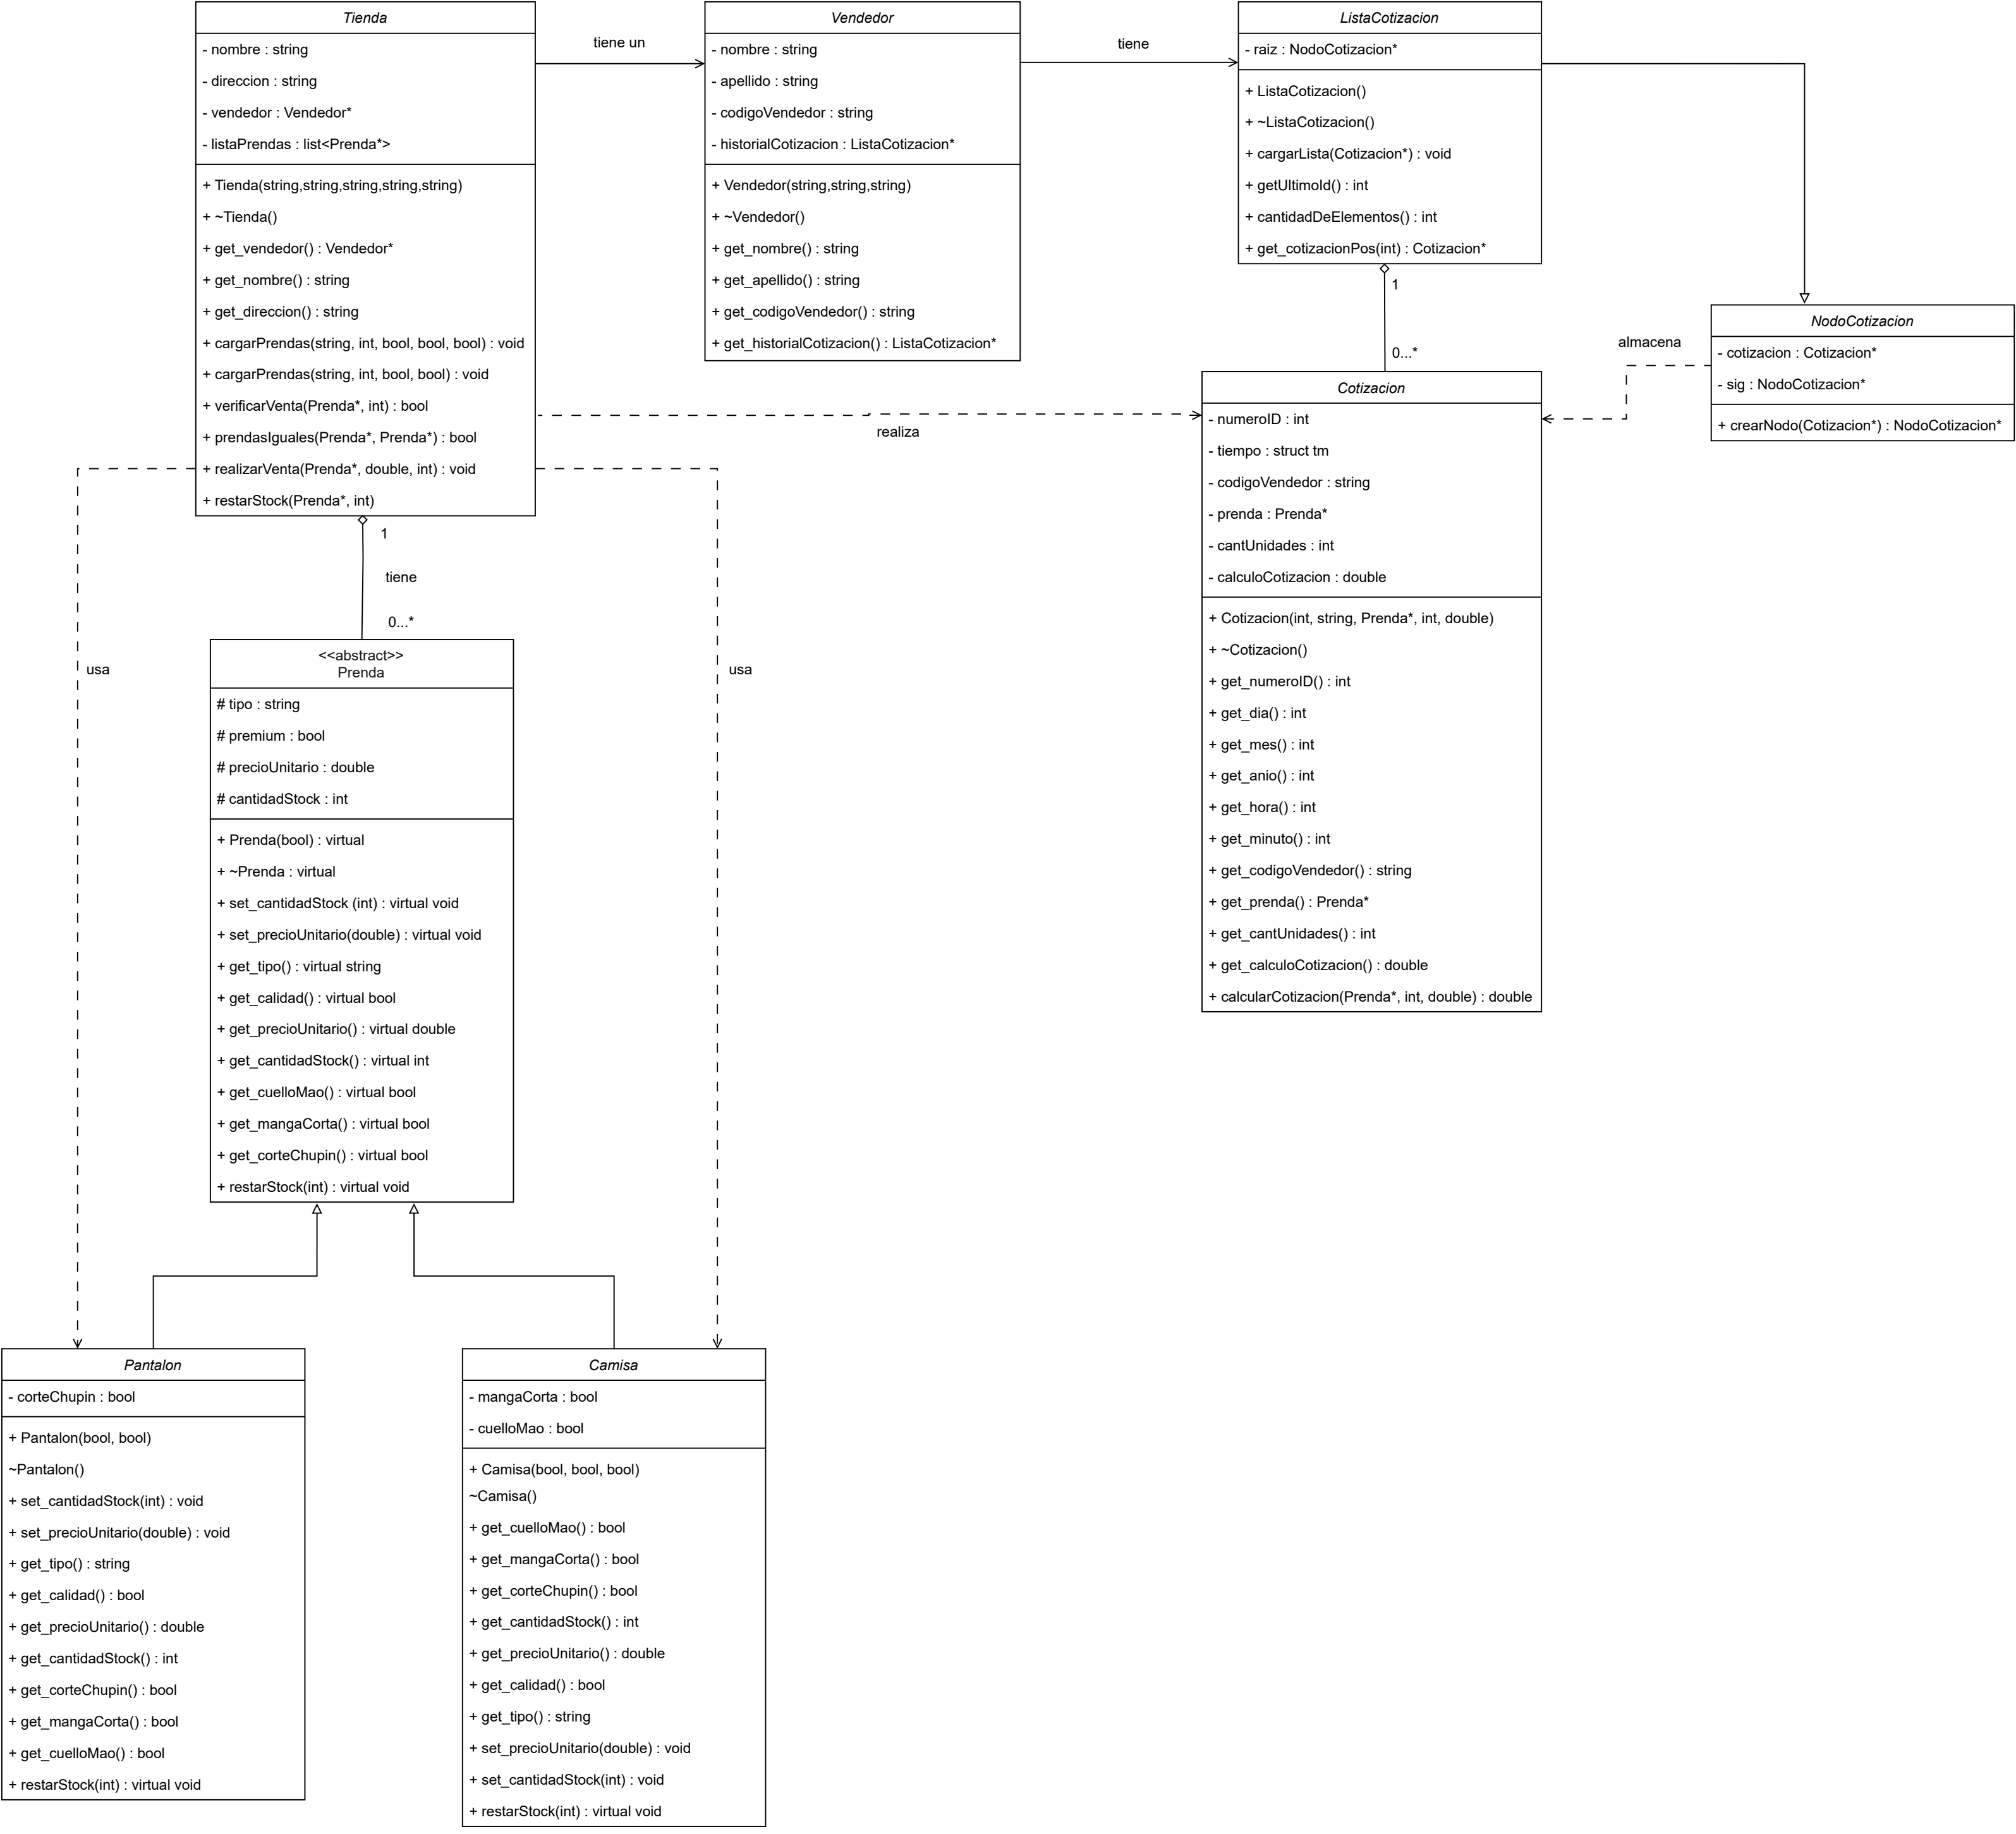 Tienda
- nombre : string
- direccion : string
- vendedor : Vendedor*
- listaPrendas : list<Prenda*>
+ Tienda(string,string,string,string,string)
+ ~Tienda()
+ get_vendedor() : Vendedor*
+ get_nombre() : string
+ get_direccion() : string
+ cargarPrendas(string, int, bool, bool, bool) : void
+ cargarPrendas(string, int, bool, bool) : void
+ verificarVenta(Prenda*, int) : bool
+ prendasIguales(Prenda*, Prenda*) : bool
+ realizarVenta(Prenda*, double, int) : void
+ restarStock(Prenda*, int)
tiene un
Vendedor
- nombre : string
- apellido : string
- codigoVendedor : string
- historialCotizacion : ListaCotizacion*
+ Vendedor(string,string,string)
+ ~Vendedor()
+ get_nombre() : string
+ get_apellido() : string
+ get_codigoVendedor() : string
+ get_historialCotizacion() : ListaCotizacion*
tiene
ListaCotizacion
- raiz : NodoCotizacion*
+ ListaCotizacion()
+ ~ListaCotizacion()
+ cargarLista(Cotizacion*) : void
+ getUltimoId() : int
+ cantidadDeElementos() : int
+ get_cotizacionPos(int) : Cotizacion*
1
0...*
NodoCotizacion
- cotizacion : Cotizacion*
- sig : NodoCotizacion*
+ crearNodo(Cotizacion*) : NodoCotizacion*
almacena
realiza
Cotizacion
- numeroID : int
- tiempo : struct tm
- codigoVendedor : string
- prenda : Prenda*
- cantUnidades : int
- calculoCotizacion : double
+ Cotizacion(int, string, Prenda*, int, double)
+ ~Cotizacion()
+ get_numeroID() : int
+ get_dia() : int
+ get_mes() : int
+ get_anio() : int
+ get_hora() : int
+ get_minuto() : int
+ get_codigoVendedor() : string
+ get_prenda() : Prenda*
+ get_cantUnidades() : int
+ get_calculoCotizacion() : double
+ calcularCotizacion(Prenda*, int, double) : double
1
tiene
0...*
usa
usa
<<abstract>>
Prenda
# tipo : string
# premium : bool
# precioUnitario : double
# cantidadStock : int
+ Prenda(bool) : virtual
+ ~Prenda : virtual
+ set_cantidadStock (int) : virtual void
+ set_precioUnitario(double) : virtual void
+ get_tipo() : virtual string
+ get_calidad() : virtual bool
+ get_precioUnitario() : virtual double
+ get_cantidadStock() : virtual int
+ get_cuelloMao() : virtual bool
+ get_mangaCorta() : virtual bool
+ get_corteChupin() : virtual bool
+ restarStock(int) : virtual void
Pantalon
- corteChupin : bool
+ Pantalon(bool, bool)
~Pantalon()
+ set_cantidadStock(int) : void
+ set_precioUnitario(double) : void
+ get_tipo() : string
+ get_calidad() : bool
+ get_precioUnitario() : double
+ get_cantidadStock() : int
+ get_corteChupin() : bool
+ get_mangaCorta() : bool
+ get_cuelloMao() : bool
+ restarStock(int) : virtual void
Camisa
- mangaCorta : bool
- cuelloMao : bool
+ Camisa(bool, bool, bool)
~Camisa()
+ get_cuelloMao() : bool
+ get_mangaCorta() : bool
+ get_corteChupin() : bool
+ get_cantidadStock() : int
+ get_precioUnitario() : double
+ get_calidad() : bool
+ get_tipo() : string
+ set_precioUnitario(double) : void
+ set_cantidadStock(int) : void
+ restarStock(int) : virtual void